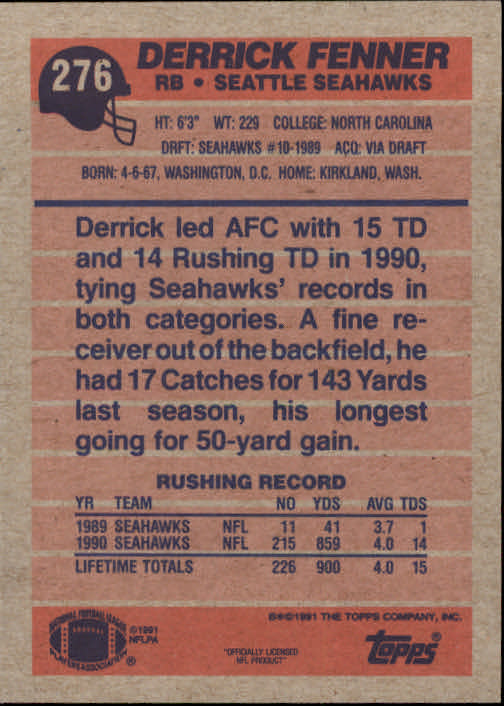 276
DERRICK FENNER
RB • SEATTLE SEAHAWKS
HT: 6'3" WT: 229 COLLEGE: NORTH CAROLINA
DRFT: SEAHAWKS #10-1989 ACQ: VIA DRAFT
BORN: 4-6-67, WASHINGTON, D.C. HOME: KIRKLAND, WASH.
Derrick led AFC with 15 TD
and 14 Rushing TD in 1990,
tying Seahawks' records in
both categories. A fine re-
ceiver out of the backfield, he
had 17 Catches for 143 Yards
last season, his longest
going for 50-yard gain.
RUSHING RECORD
YR TEAM NO YDS AVG TDS
1989 SEAHAWKS NFL 11 41 3.7 1
1990 SEAHAWKS NFL 215 859 4.0 14
LIFETIME TOTALS 226 900 4.0 15
NATIONAL FOOTBALL LEAGUE
PLAYERS ASSOCIATION
®
©1991
NFLPA
"OFFICIALLY LICENSED
NFL PRODUCT"
®©1991 THE TOPPS COMPANY, INC.
topps®